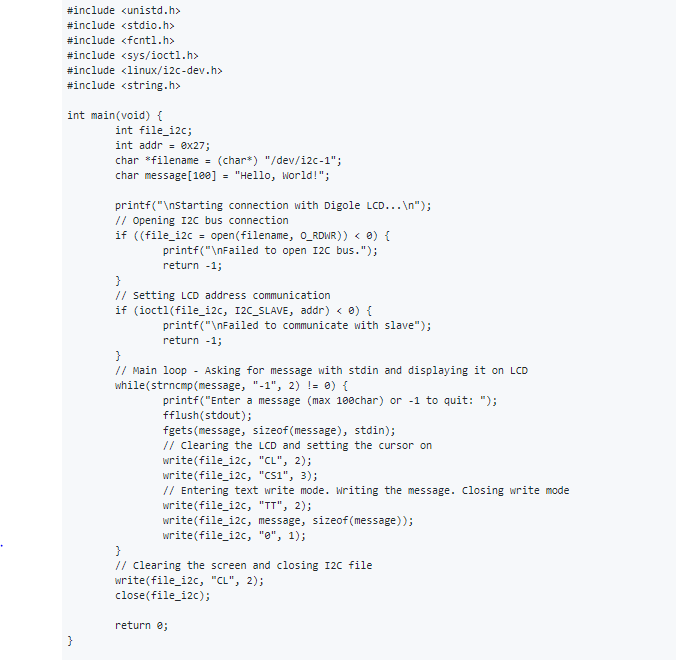 #include <unistd.h>
#include <stdio.h>
#include <fcntl.h>
#include <sys/ioctl.h>
#include <linux/i2c-dev.h>
#include <string.h>

int main(void) {
        int file_i2c;
        int addr = 0x27;
        char *filename = (char*) "/dev/i2c-1";
        char message[100] = "Hello, World!";

        printf("\nStarting connection with Digole LCD...\n");
        // Opening I2C bus connection
        if ((file_i2c = open(filename, O_RDWR)) < 0) {
                printf("\nFailed to open I2C bus.");
                return -1;
        }
        // Setting LCD address communication
        if (ioctl(file_i2c, I2C_SLAVE, addr) < 0) {
                printf("\nFailed to communicate with slave");
                return -1;
        }
        // Main loop - Asking for message with stdin and displaying it on LCD
        while(strncmp(message, "-1", 2) != 0) {
                printf("Enter a message (max 100char) or -1 to quit: ");
                fflush(stdout);
                fgets(message, sizeof(message), stdin);
                // Clearing the LCD and setting the cursor on
                write(file_i2c, "CL", 2);
                write(file_i2c, "CS1", 3);
                // Entering text write mode. Writing the message. Closing write mode
                write(file_i2c, "TT", 2);
                write(file_i2c, message, sizeof(message));
                write(file_i2c, "0", 1);
        }
        // Clearing the screen and closing I2C file
        write(file_i2c, "CL", 2);
        close(file_i2c);

        return 0;
}